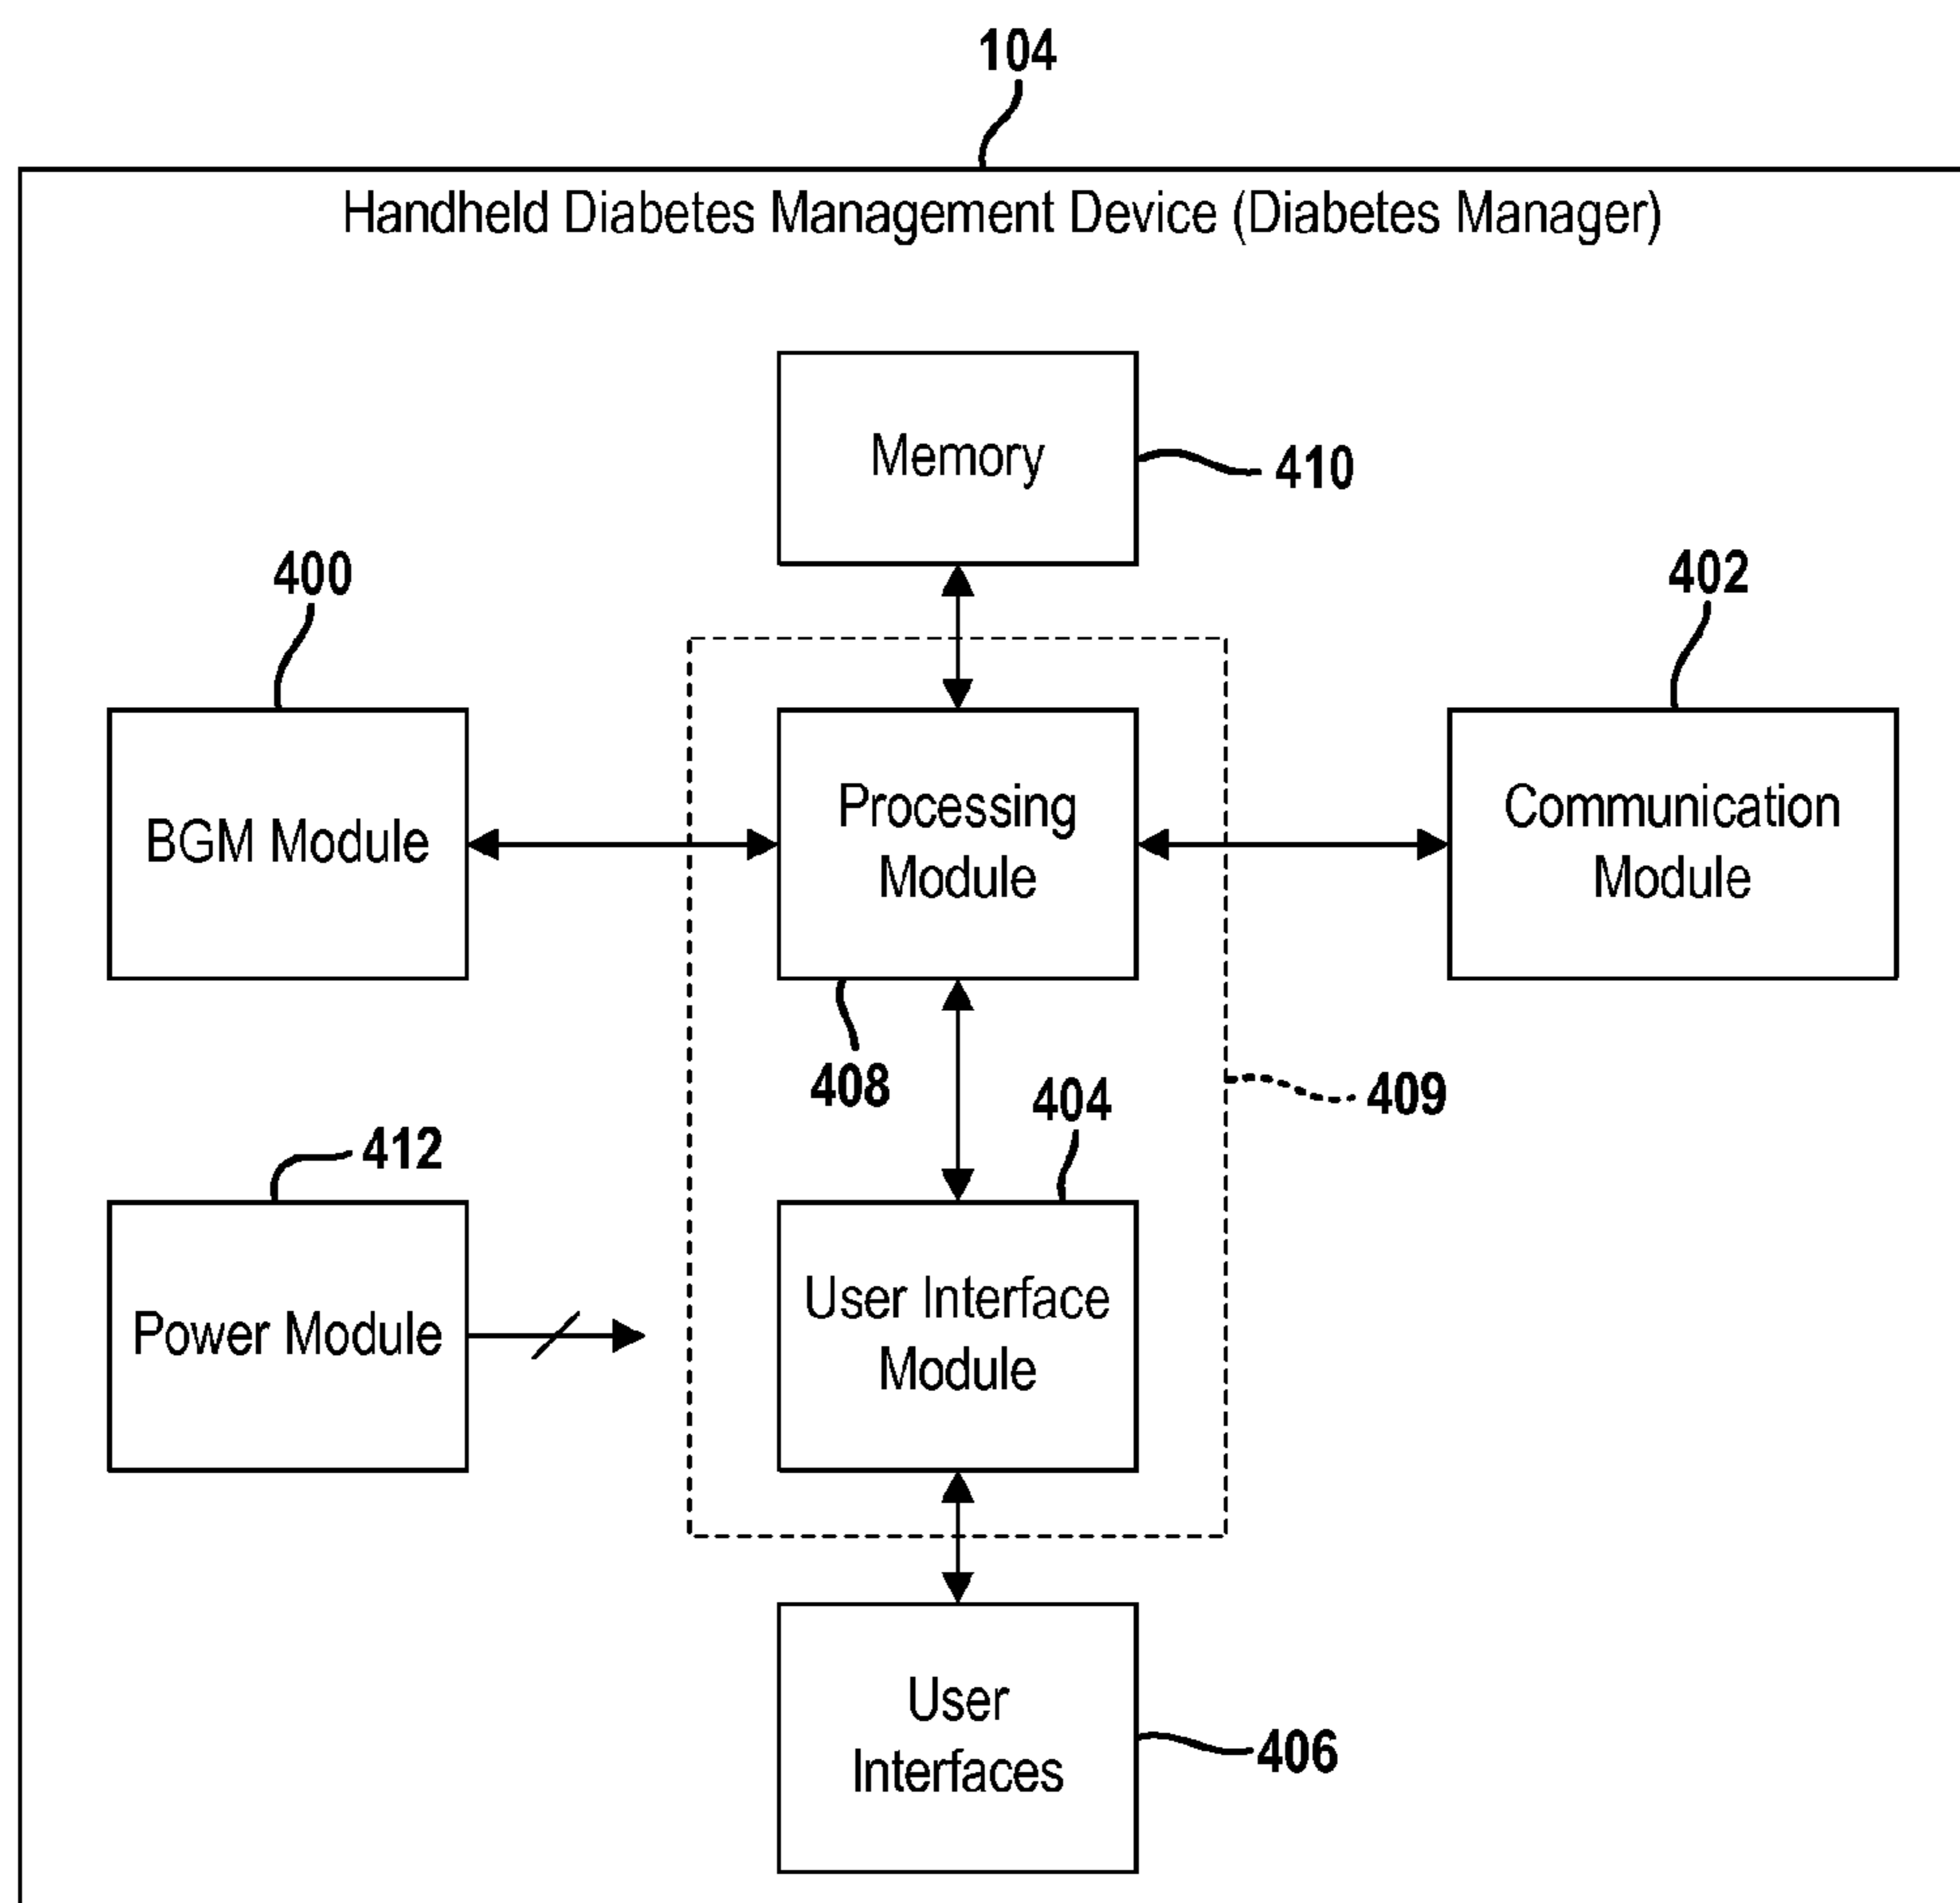 104
Handheld Diabetes Management Device (Diabetes Manager)
Memory
410
400
402
BGM Module
Processing
Module
Communication
Module
408
404
409
412
Power Module
User Interface
Module
User
Interfaces
406